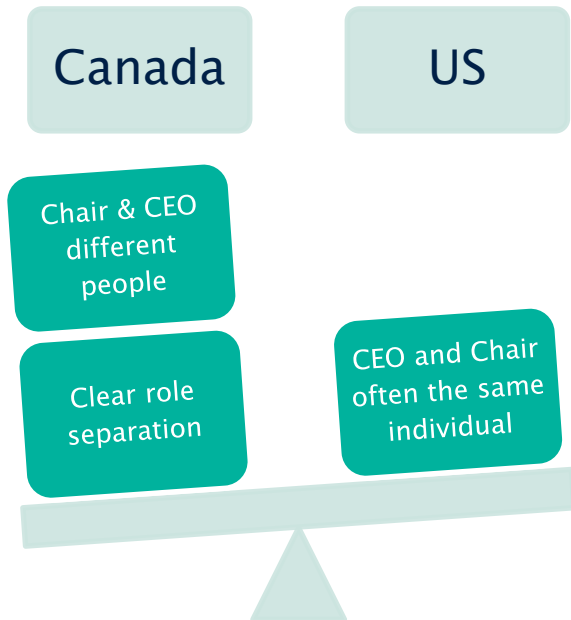 Canada
US
Chair & CEO
different
people
Clear role
separation
CEO and Chair
often the same
individual